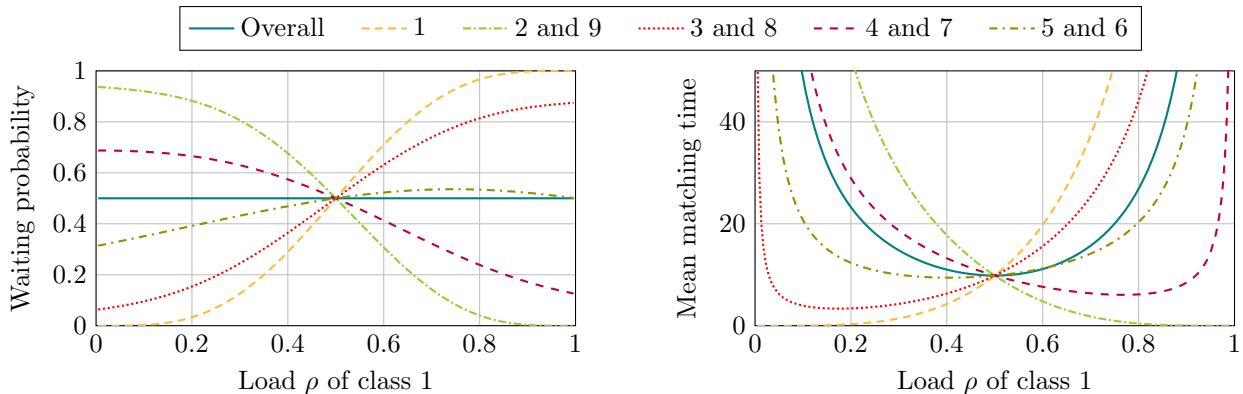 Overall 1 2 and 9 3 and 8 4 and 7 5 and 6
Waiting probability
1
0.8
0.6
0.4
0.2
0
0 0.2 0.4 0.6 0.8 1
Load ρ of class 1
Mean matching time
40
20
0
0 0.2 0.4 0.6 0.8 1
Load ρ of class 1